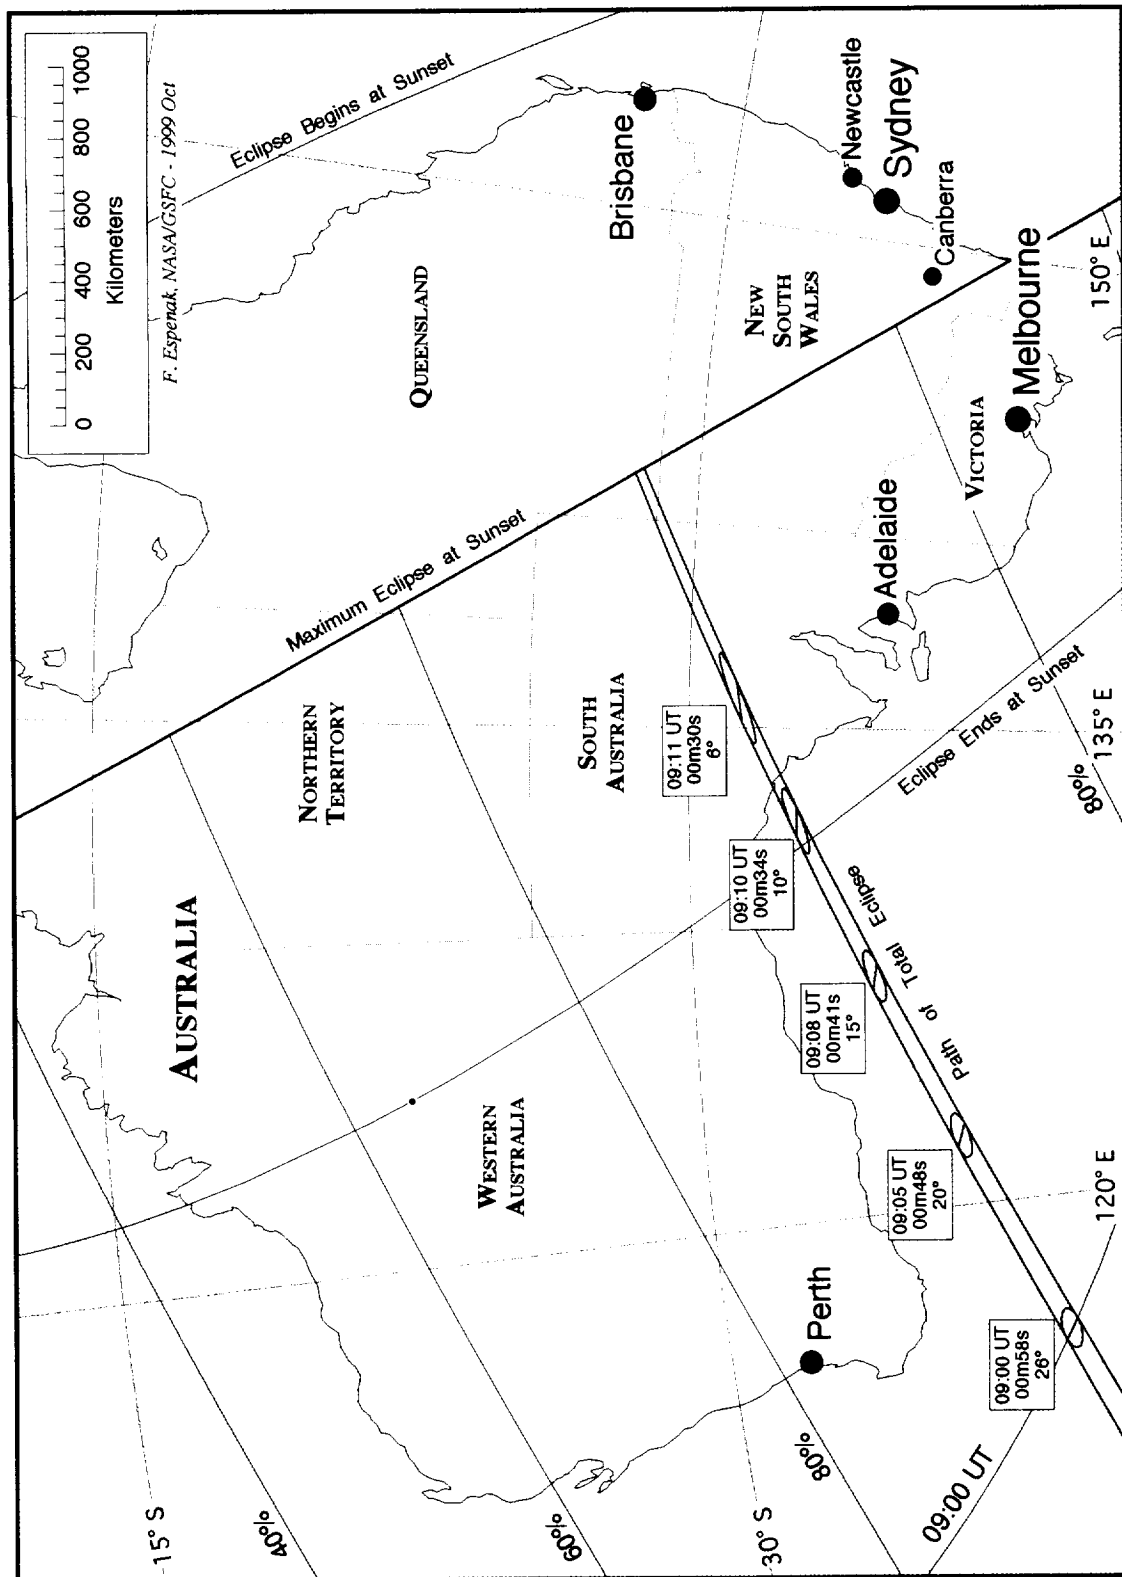 0 200 400 600 800 1000
Kilometers
F. Espenak, NASA/GSFC - 1999 Oct
Eclipse Begins at Sunset
Maximum Eclipse at Sunset
Eclipse Ends at Sunset
Path of Total Eclipse
AUSTRALIA
NORTHERN
TERRITORY
QUEENSLAND
WESTERN
AUSTRALIA
SOUTH
AUSTRALIA
NEW
SOUTH
WALES
VICTORIA
Brisbane
Newcastle
Sydney
Canberra
Melbourne
Adelaide
Perth
09:11 UT
00m30s
6°
09:10 UT
00m34s
10°
09:08 UT
00m41s
15°
09:05 UT
00m48s
20°
09:00 UT
00m58s
26°
15° S
40%
60%
30° S
80%
09:00 UT
120° E
80%
135° E
150° E